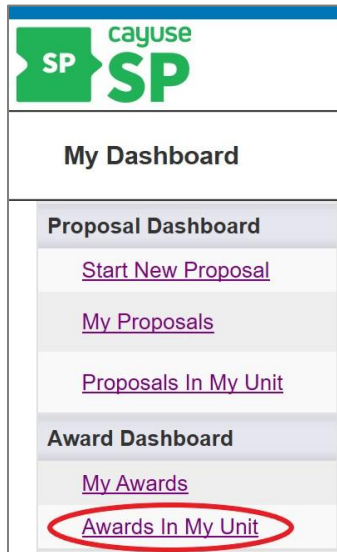 SP
cayuse
SP
My Dashboard
Proposal Dashboard
Start New Proposal
My Proposals
Proposals In My Unit
Award Dashboard
My Awards
Awards In My Unit